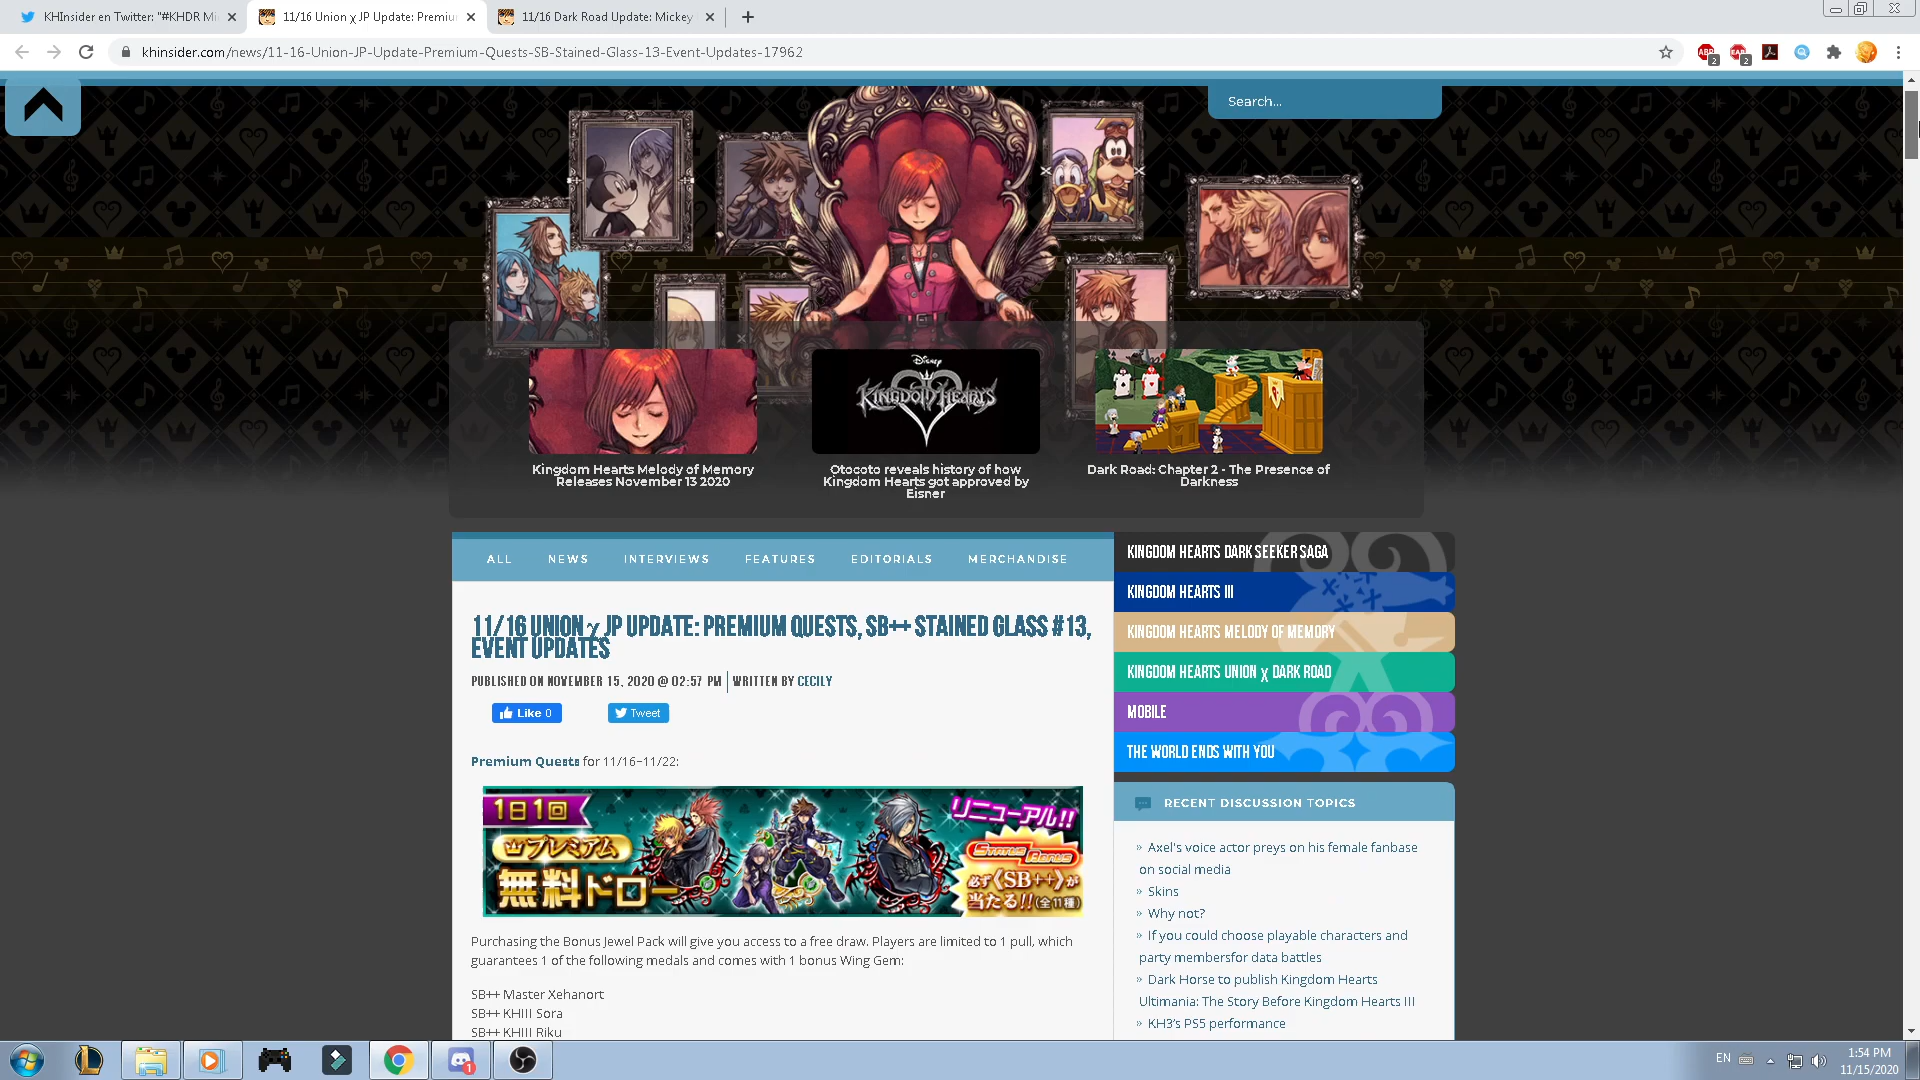 KHInsider en Twitter: "#KHDR Mi
11/16 Union χ JP Update: Premiu
11/16 Dark Road Update: Mickey
khinsider.com/news/11-16-Union-JP-Update-Premium-Quests-SB-Stained-Glass-13-Event-Updates-17962
ABP
2
2
Search...
Kingdom Hearts Melody of Memory
Releases November 13 2020
Disney
KINGDOM HEARTS
Otocoto reveals history of how
Kingdom Hearts got approved by
Eisner
Dark Road: Chapter 2 - The Presence of
Darkness
ALL
NEWS
INTERVIEWS
FEATURES
EDITORIALS
MERCHANDISE
11/16 UNION χ JP UPDATE: PREMIUM QUESTS, SB++ STAINED GLASS #13,
EVENT UPDATES
PUBLISHED ON NOVEMBER 15, 2020 @ 02:57 PM | WRITTEN BY CECILY
Like 0
Tweet
Premium Quests for 11/16–11/22:
1日1回
プレミアム
無料ドロー
リニューアル!!
STATUS BONUS
必ず《SB++》が
当たる!!(全11種)
Purchasing the Bonus Jewel Pack will give you access to a free draw. Players are limited to 1 pull, which
guarantees 1 of the following medals and comes with 1 bonus Wing Gem:
SB++ Master Xehanort
SB++ KHIII Sora
SB++ KHIII Riku
KINGDOM HEARTS DARK SEEKER SAGA
KINGDOM HEARTS III
KINGDOM HEARTS MELODY OF MEMORY
KINGDOM HEARTS UNION χ DARK ROAD
MOBILE
THE WORLD ENDS WITH YOU
RECENT DISCUSSION TOPICS
» Axel's voice actor preys on his female fanbase
on social media
» Skins
» Why not?
» If you could choose playable characters and
party membersfor data battles
» Dark Horse to publish Kingdom Hearts
Ultimania: The Story Before Kingdom Hearts III
» KH3's PS5 performance
1
EN
1:54 PM
11/15/2020